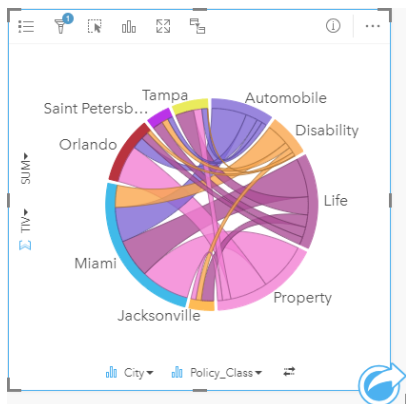 1
Tampa
Automobile
Saint Petersb...
Disability
Orlando
Life
SUM
TIV
Miami
Property
Jacksonville
City
Policy_Class